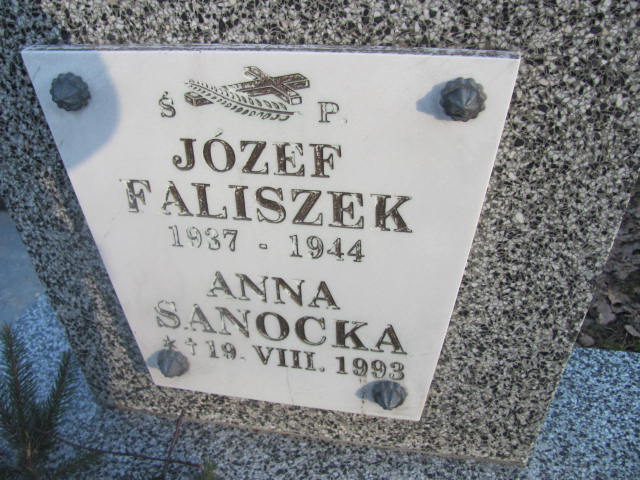 Ś P.
JÓZEF
FALISZEK
1937 - 1944
ANNA
SANOCKA
* † 19. VIII. 1993